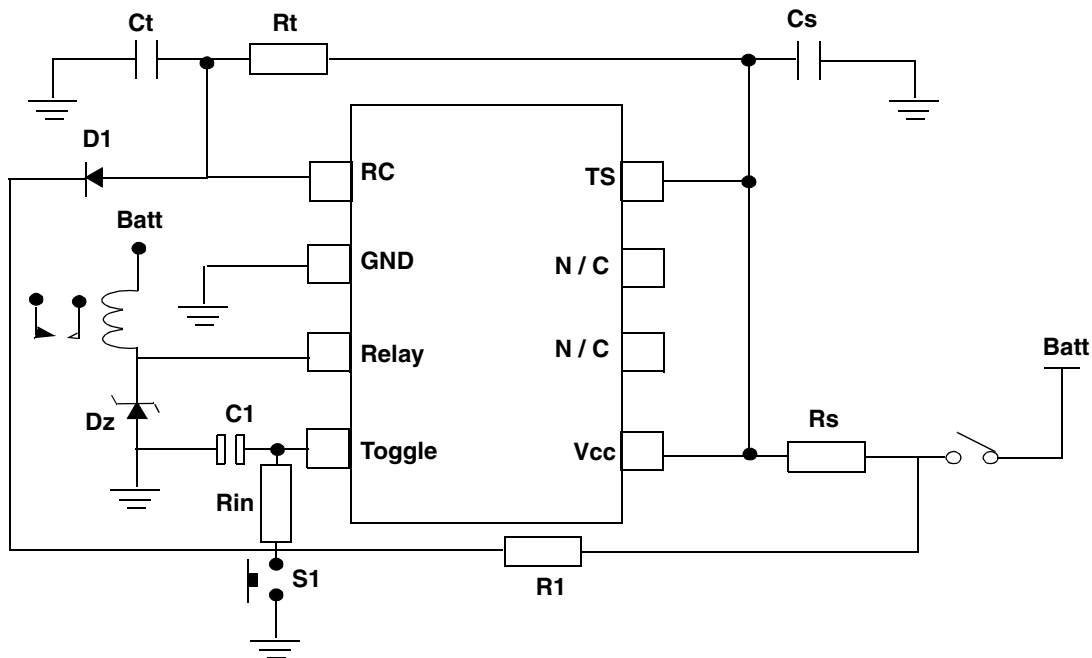 Ct
Rt
Cs
D1
RC
TS
Batt
GND
N / C
Relay
N / C
Batt
Dz
C1
Toggle
Vcc
Rs
Rin
S1
R1